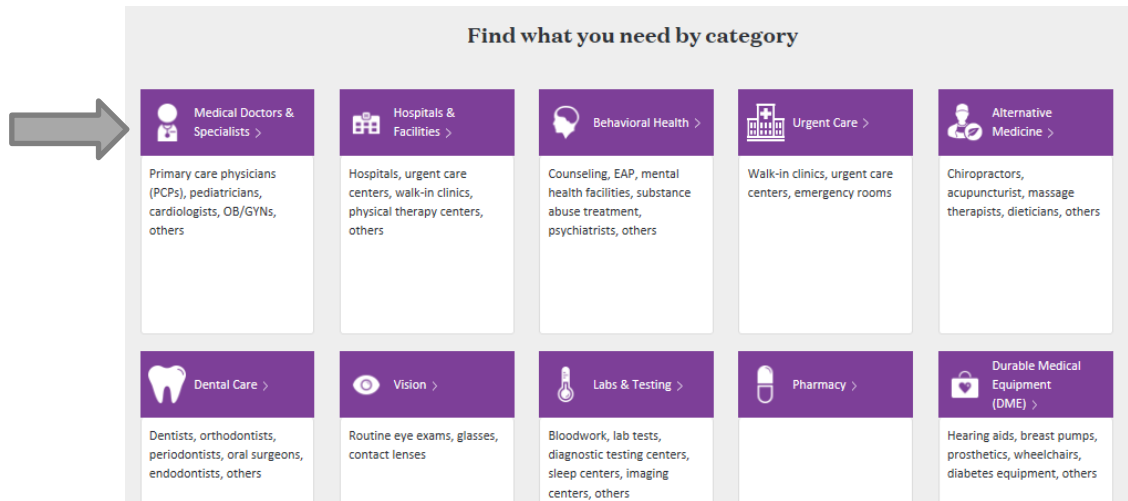 Find what you need by category
Medical Doctors &
Specialists >
Primary care physicians
(PCPs), pediatricians,
cardiologists, OB/GYNs,
others
Hospitals &
Facilities >
Hospitals, urgent care
centers, walk-in clinics,
physical therapy centers,
others
Behavioral Health >
Counseling, EAP, mental
health facilities, substance
abuse treatment,
psychiatrists, others
Urgent Care >
Walk-in clinics, urgent care
centers, emergency rooms
Alternative
Medicine >
Chiropractors,
acupuncturist, massage
therapists, dieticians, others
Dental Care >
Dentists, orthodontists,
periodontists, oral surgeons,
endodontists, others
Vision >
Routine eye exams, glasses,
contact lenses
Labs & Testing >
Bloodwork, lab tests,
diagnostic testing centers,
sleep centers, imaging
centers, others
Pharmacy >
Durable Medical
Equipment
(DME) >
Hearing aids, breast pumps,
prosthetics, wheelchairs,
diabetes equipment, others